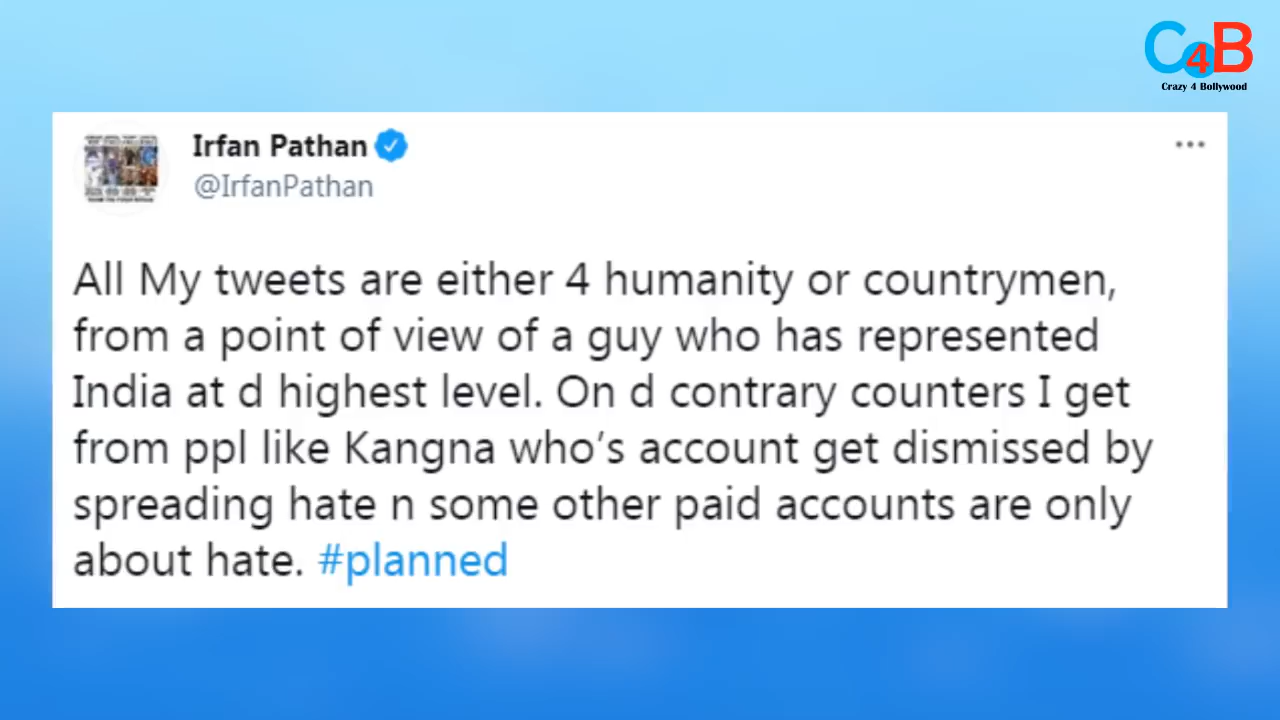 C4B
Crazy 4 Bollywood
Irfan Pathan
@IrfanPathan
All My tweets are either 4 humanity or countrymen,
from a point of view of a guy who has represented
India at d highest level. On d contrary counters I get
from ppl like Kangna who’s account get dismissed by
spreading hate n some other paid accounts are only
about hate. #planned